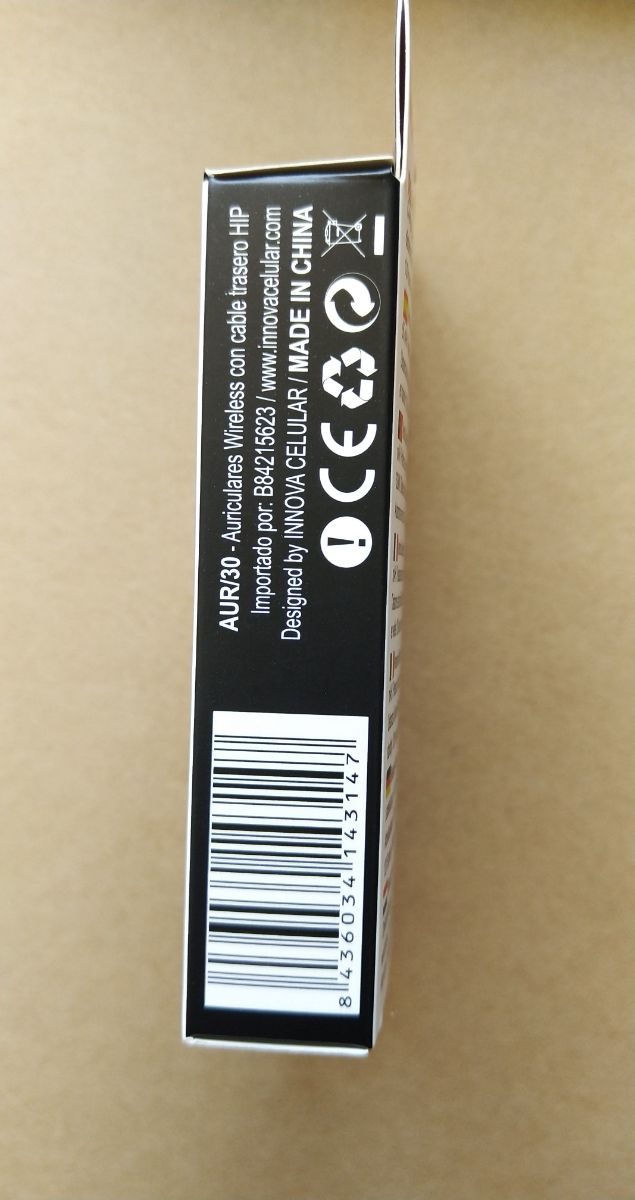 AUR/30 - Auriculares Wireless con cable trasero HIP
Importado por: B84215623 / www.innovacelular.com
Designed by INNOVA CELULAR / MADE IN CHINA
CE
8 436034 143147